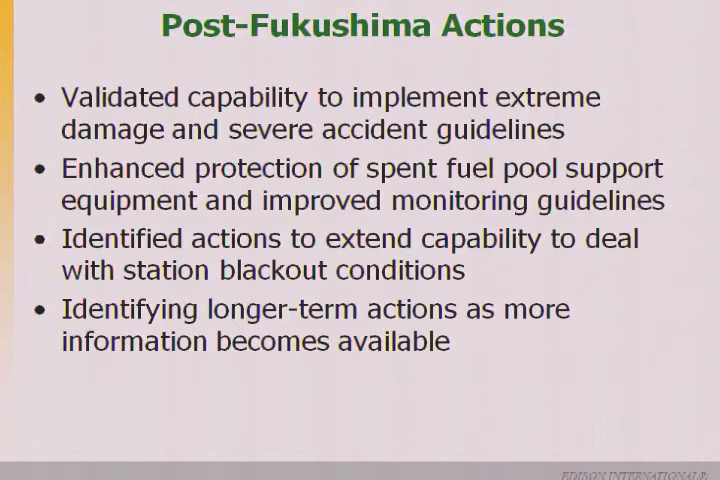 Post-Fukushima Actions
• Validated capability to implement extreme
damage and severe accident guidelines
• Enhanced protection of spent fuel pool support
equipment and improved monitoring guidelines
• Identified actions to extend capability to deal
with station blackout conditions
• Identifying longer-term actions as more
information becomes available
EDISON INTERNATIONAL®